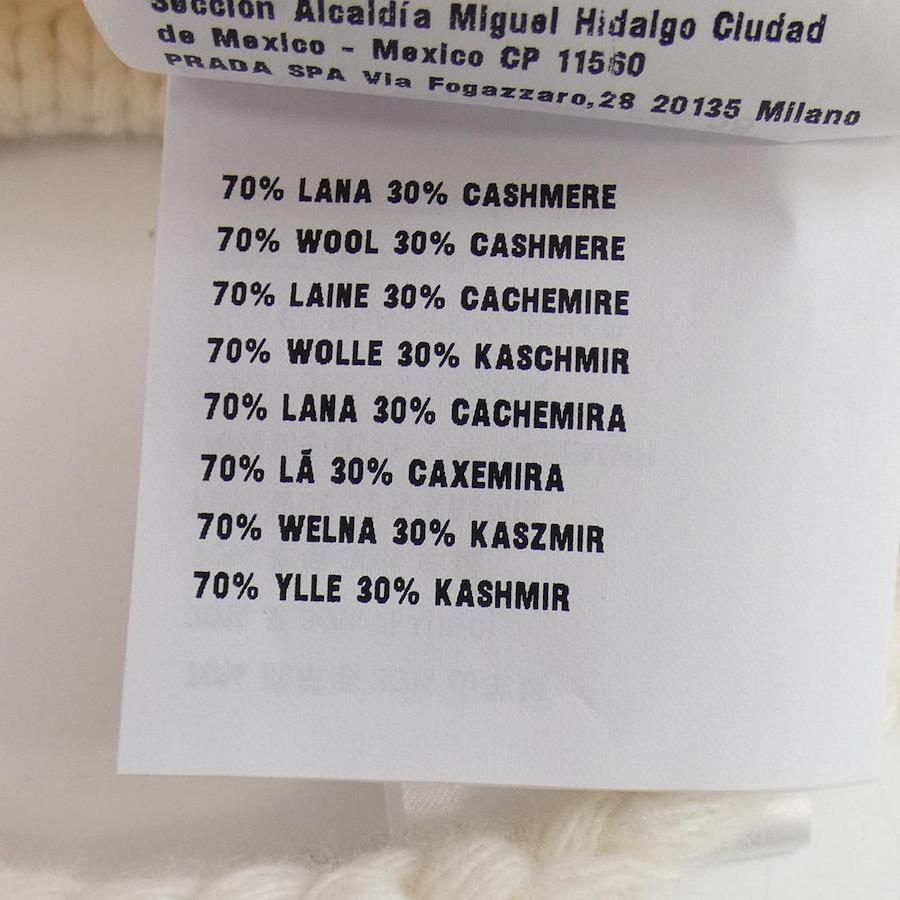 Sección Alcaldía Miguel Hidalgo Ciudad
de Mexico - Mexico CP 11560
PRADA SPA Via Fogazzaro,28 20135 Milano
70% LANA 30% CASHMERE
70% WOOL 30% CASHMERE
70% LAINE 30% CACHEMIRE
70% WOLLE 30% KASCHMIR
70% LANA 30% CACHEMIRA
70% LÃ 30% CAXEMIRA
70% WELNA 30% KASZMIR
70% YLLE 30% KASHMIR